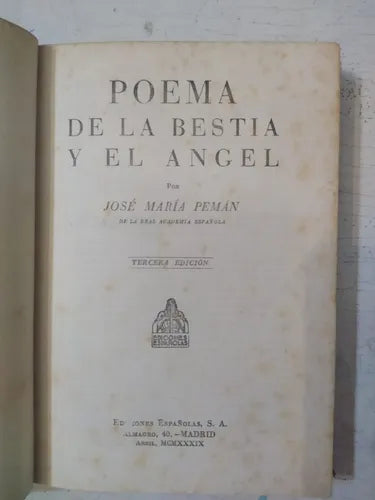 POEMA
DE LA BESTIA
Y EL ANGEL
POR
JOSÉ MARÍA PEMÁN
DE LA REAL ACADEMIA ESPAÑOLA
TERCERA EDICIÓN
EDICIONES
ESPAÑOLAS
EDICIONES ESPAÑOLAS, S. A.
ALMAGRO, 40.-MADRID
ABRIL, MCMXXXIX